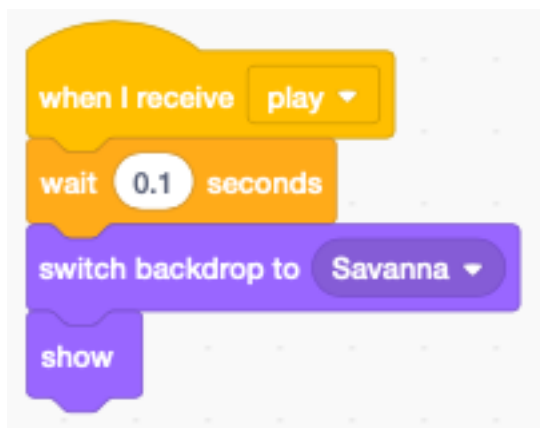 when I receive play
wait 0.1 seconds
switch backdrop to Savanna
show